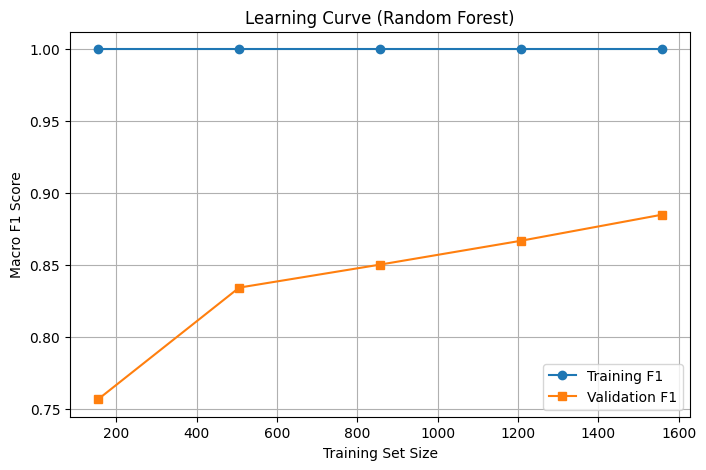 Learning Curve (Random Forest)
Macro F1 Score
1.00
0.95
0.90
0.85
0.80
0.75
200 400 600 800 1000 1200 1400 1600
Training Set Size
Training F1
Validation F1